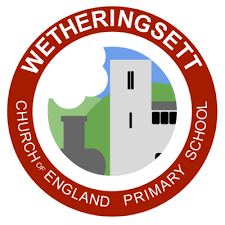 WETHERINGSETT
CHURCH OF ENGLAND PRIMARY SCHOOL